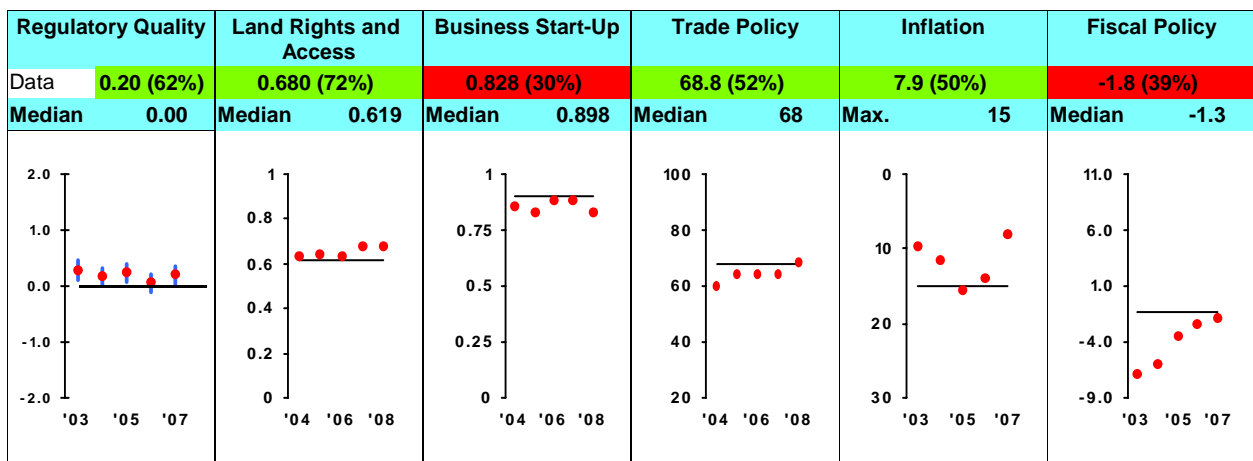 Regulatory Quality Land Rights and Access Business Start-Up Trade Policy Inflation Fiscal Policy
Data 0.20 (62%) 0.680 (72%) 0.828 (30%) 68.8 (52%) 7.9 (50%) -1.8 (39%)
Median 0.00 Median 0.619 Median 0.898 Median 68 Max. 15 Median -1.3
2.0 1 1 100 0 11.0
0.8 80 6.0
1.0 0.75 10
0.6
0.0 0.5 60 1.0
0.4 20
-1.0 0.25 40 -4.0
0.2
-2.0 0 0 20 30 -9.0
'03 '05 '07 '04 '06 '08 '04 '06 '08 '04 '06 '08 '03 '05 '07 '03 '05 '07